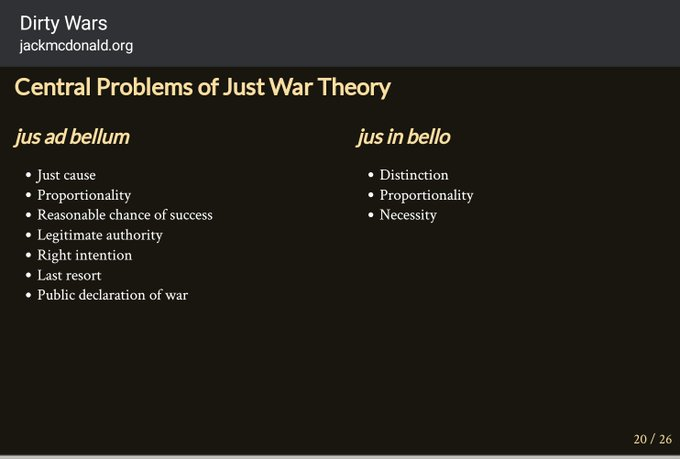 Dirty Wars
jackmcdonald.org
Central Problems of Just War Theory
jus ad bellum
• Just cause
• Proportionality
• Reasonable chance of success
• Legitimate authority
• Right intention
• Last resort
• Public declaration of war
jus in bello
• Distinction
• Proportionality
• Necessity
20 / 26